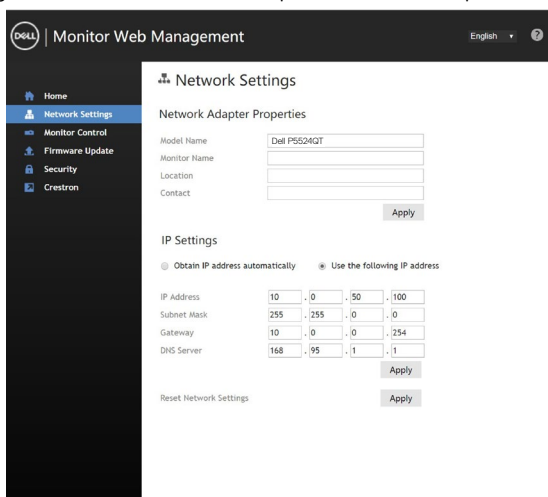 DELL | Monitor Web Management
English
?
Home
Network Settings
Monitor Control
Firmware Update
Security
Crestron
Network Settings
Network Adapter Properties
Model Name Dell P5524QT
Monitor Name
Location
Contact
Apply
IP Settings
Obtain IP address automatically Use the following IP address
IP Address 10 . 0 . 50 . 100
Subnet Mask 255 . 255 . 0 . 0
Gateway 10 . 0 . 0 . 254
DNS Server 168 . 95 . 1 . 1
Apply
Reset Network Settings Apply